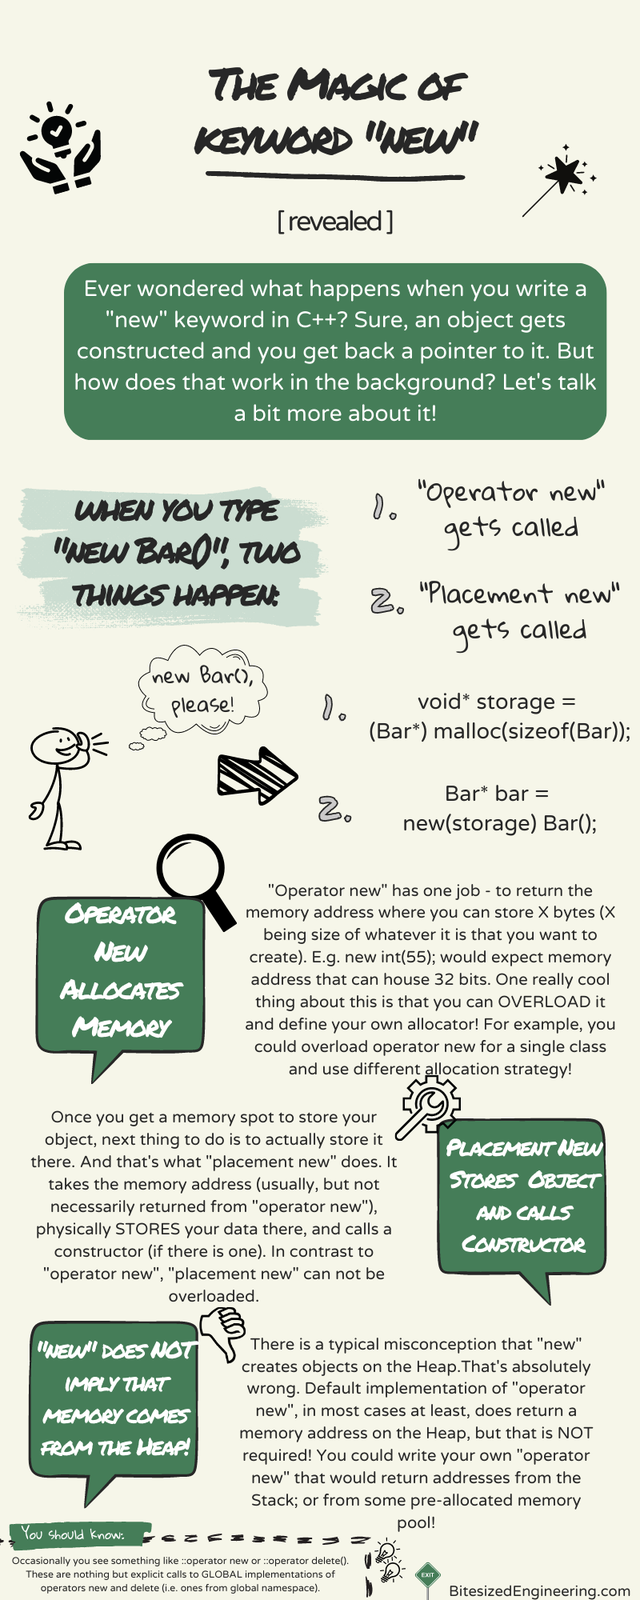 The Magic of
keyword "new"
[ revealed ]
Ever wondered what happens when you write a
"new" keyword in C++? Sure, an object gets
constructed and you get back a pointer to it. But
how does that work in the background? Let's talk
a bit more about it!
when you type
"new Bar()", two
things happen:
1. "Operator new"
gets called
2. "Placement new"
gets called
new Bar(),
please!
1. void* storage =
(Bar*) malloc(sizeof(Bar));
2. Bar* bar =
new(storage) Bar();
Operator
New
Allocates
Memory
"Operator new" has one job - to return the
memory address where you can store X bytes (X
being size of whatever it is that you want to
create). E.g. new int(55); would expect memory
address that can house 32 bits. One really cool
thing about this is that you can OVERLOAD it
and define your own allocator! For example, you
could overload operator new for a single class
and use different allocation strategy!
Once you get a memory spot to store your
object, next thing to do is to actually store it
there. And that's what "placement new" does. It
takes the memory address (usually, but not
necessarily returned from "operator new"),
physically STORES your data there, and calls a
constructor (if there is one). In contrast to
"operator new", "placement new" can not be
overloaded.
Placement New
Stores Object
and calls
Constructor
"new" does NOT
imply that
memory comes
from the Heap!
There is a typical misconception that "new"
creates objects on the Heap.That's absolutely
wrong. Default implementation of "operator
new", in most cases at least, does return a
memory address on the Heap, but that is NOT
required! You could write your own "operator
new" that would return addresses from the
Stack; or from some pre-allocated memory
pool!
You should know:
Occasionally you see something like ::operator new or ::operator delete().
These are nothing but explicit calls to GLOBAL implementations of
operators new and delete (i.e. ones from global namespace).
EXIT
BitesizedEngineering.com